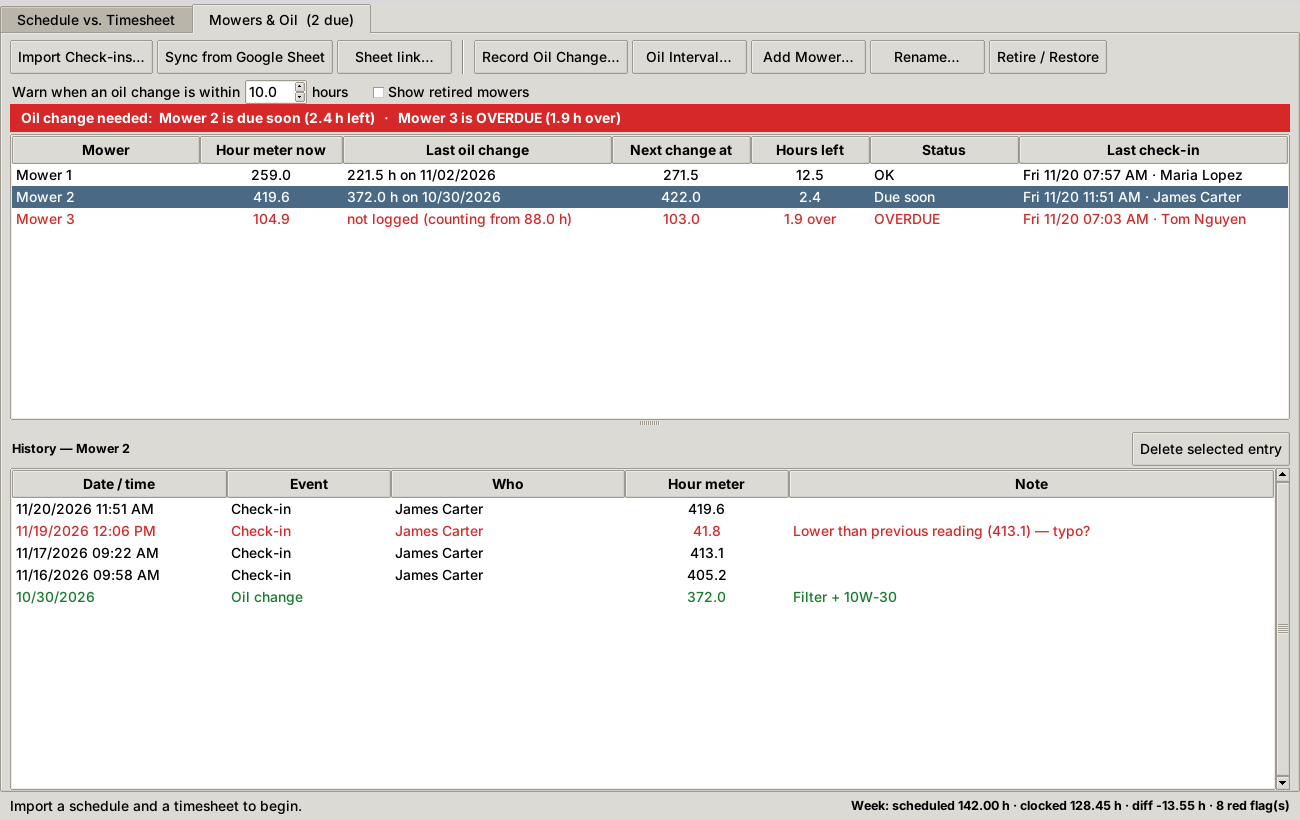 Schedule vs. Timesheet Mowers & Oil (2 due)
Import Check-ins... Sync from Google Sheet Sheet link... Record Oil Change... Oil Interval... Add Mower... Rename... Retire / Restore
Warn when an oil change is within 10.0 hours Show retired mowers
Oil change needed: Mower 2 is due soon (2.4 h left) · Mower 3 is OVERDUE (1.9 h over)
Mower Hour meter now Last oil change Next change at Hours left Status Last check-in
Mower 1 259.0 221.5 h on 11/02/2026 271.5 12.5 OK Fri 11/20 07:57 AM · Maria Lopez
Mower 2 419.6 372.0 h on 10/30/2026 422.0 2.4 Due soon Fri 11/20 11:51 AM · James Carter
Mower 3 104.9 not logged (counting from 88.0 h) 103.0 1.9 over OVERDUE Fri 11/20 07:03 AM · Tom Nguyen
History — Mower 2 Delete selected entry
Date / time Event Who Hour meter Note
11/20/2026 11:51 AM Check-in James Carter 419.6
11/19/2026 12:06 PM Check-in James Carter 41.8 Lower than previous reading (413.1) — typo?
11/17/2026 09:22 AM Check-in James Carter 413.1
11/16/2026 09:58 AM Check-in James Carter 405.2
10/30/2026 Oil change 372.0 Filter + 10W-30
Import a schedule and a timesheet to begin. Week: scheduled 142.00 h · clocked 128.45 h · diff -13.55 h · 8 red flag(s)